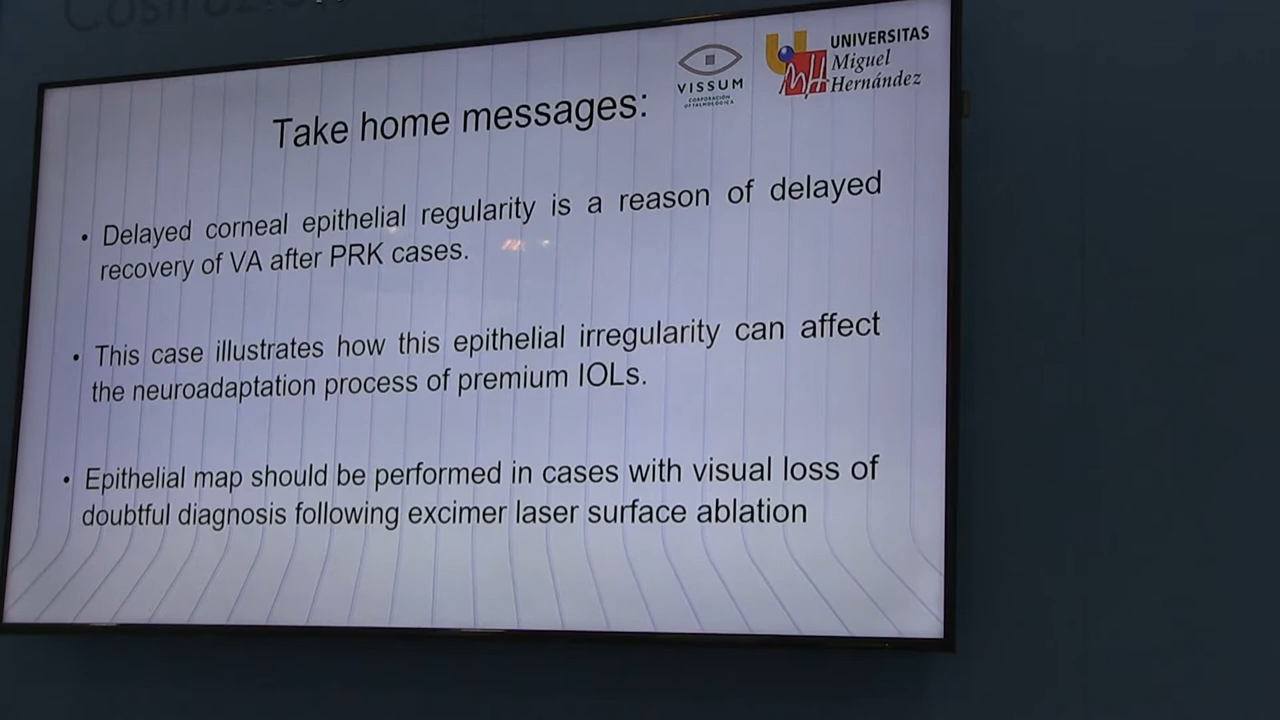 VISSUM
CORPORACIÓN
OFTALMOLÓGICA
UNIVERSITAS
Miguel
Hernández
Take home messages:
• Delayed corneal epithelial regularity is a reason of delayed
recovery of VA after PRK cases.
• This case illustrates how this epithelial irregularity can affect
the neuroadaptation process of premium IOLs.
• Epithelial map should be performed in cases with visual loss of
doubtful diagnosis following excimer laser surface ablation